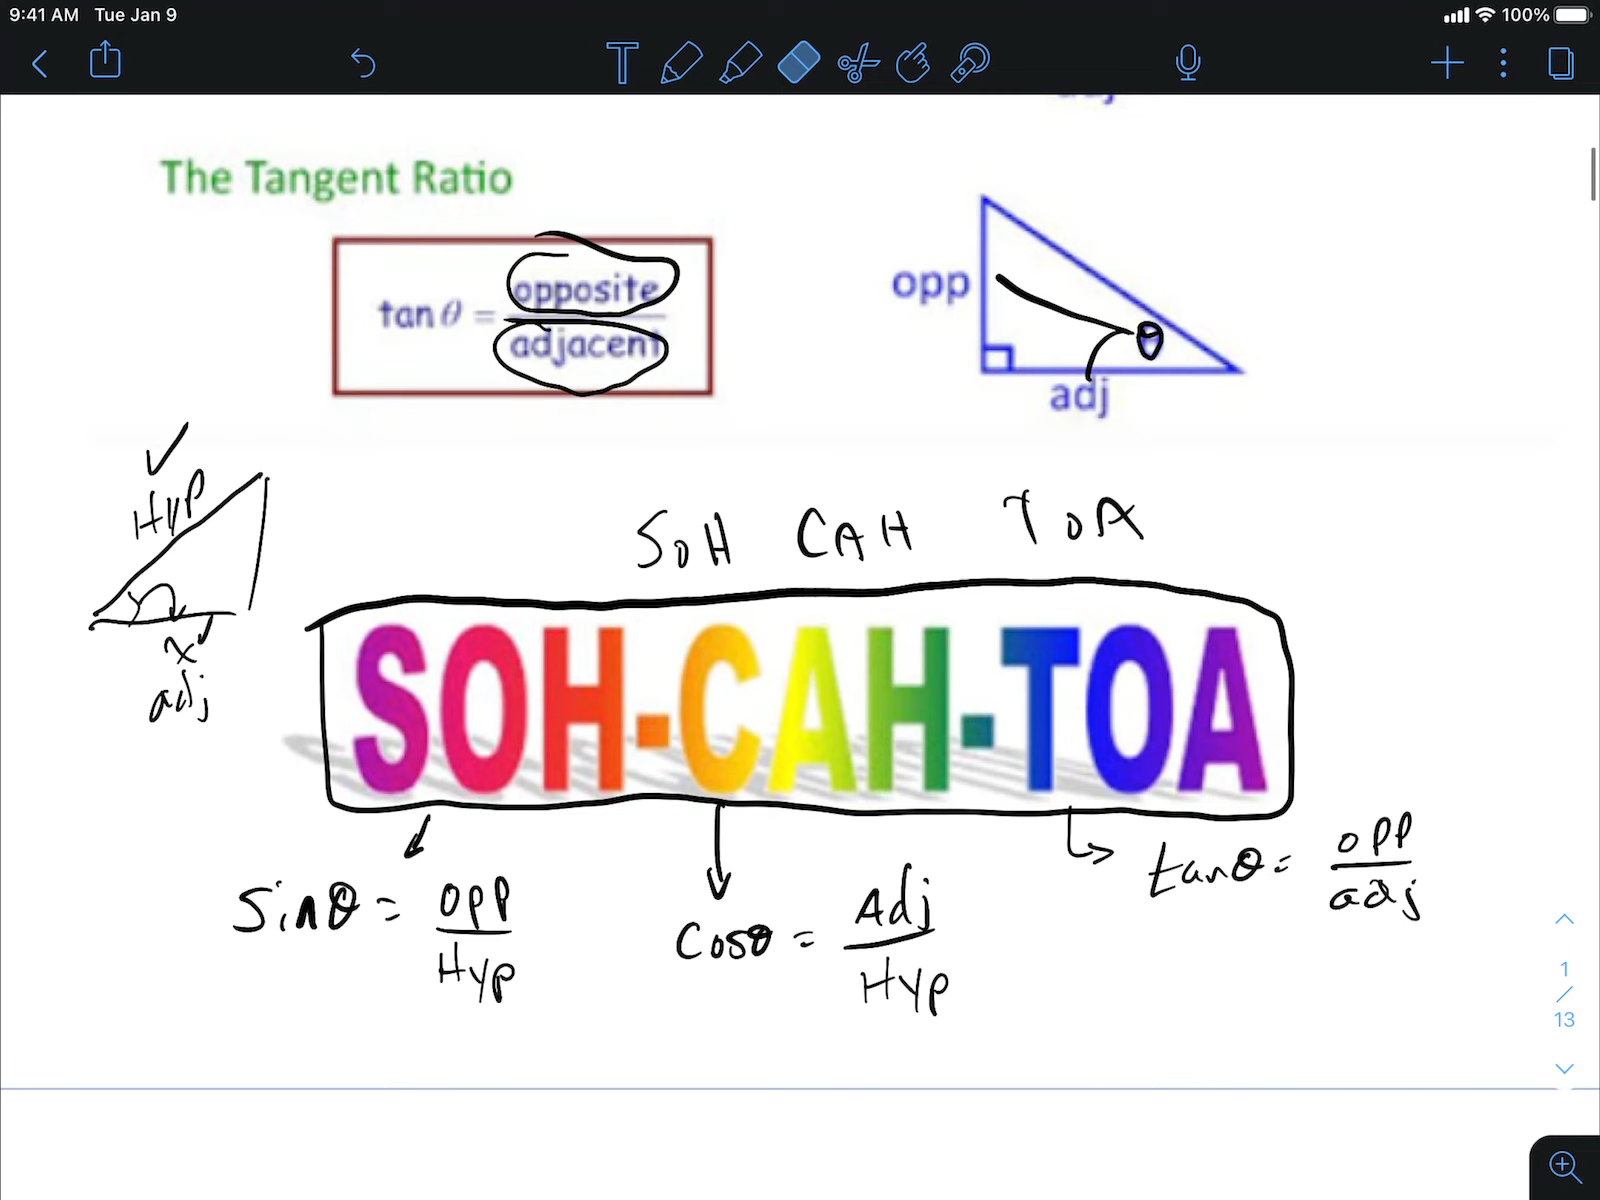 9:41 AM Tue Jan 9
100%
The Tangent Ratio
tan θ = opposite
adjacent
opp
θ
adj
Hyp
x
adj
SOH CAH TOA
SOH-CAH-TOA
Sinθ = opp
Hyp
Cosθ = Adj
Hyp
tanθ = opp
adj
1
/
13